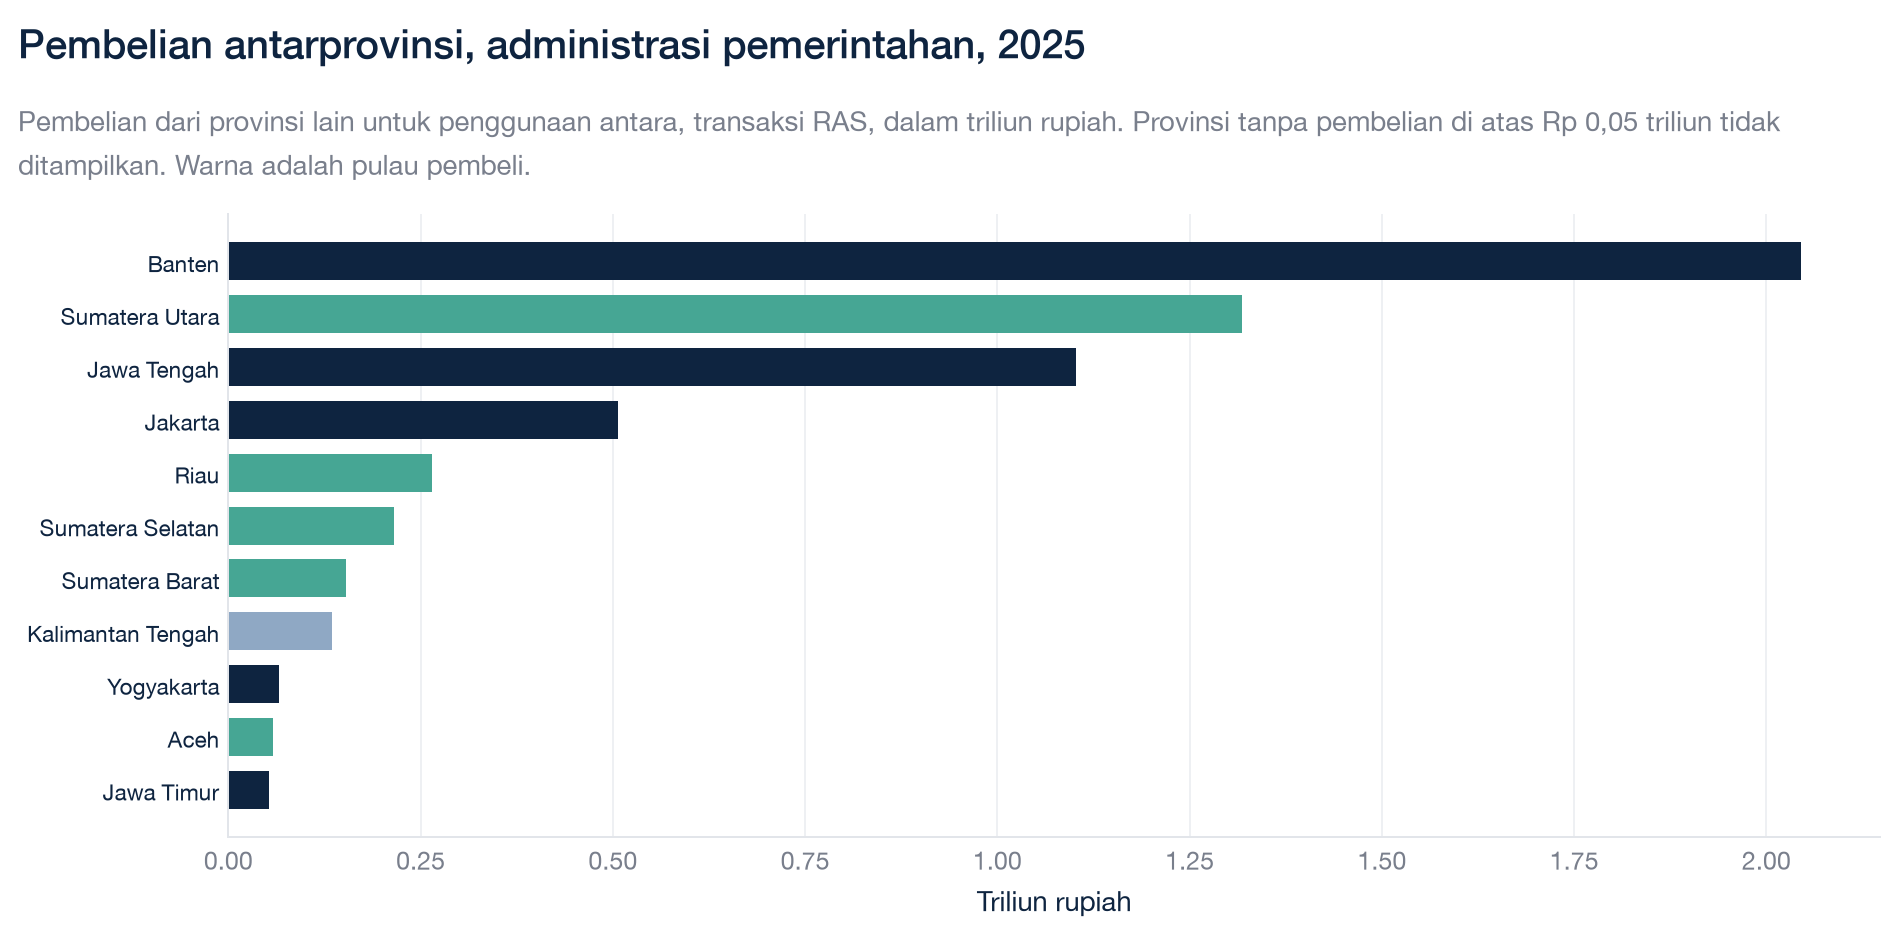 Pembelian antarprovinsi, administrasi pemerintahan, 2025
Pembelian dari provinsi lain untuk penggunaan antara, transaksi RAS, dalam triliun rupiah. Provinsi tanpa pembelian di atas Rp 0,05 triliun tidak
ditampilkan. Warna adalah pulau pembeli.
Banten
Sumatera Utara
Jawa Tengah
Jakarta
Riau
Sumatera Selatan
Sumatera Barat
Kalimantan Tengah
Yogyakarta
Aceh
Jawa Timur
0.00 0.25 0.50 0.75 1.00 1.25 1.50 1.75 2.00
Triliun rupiah